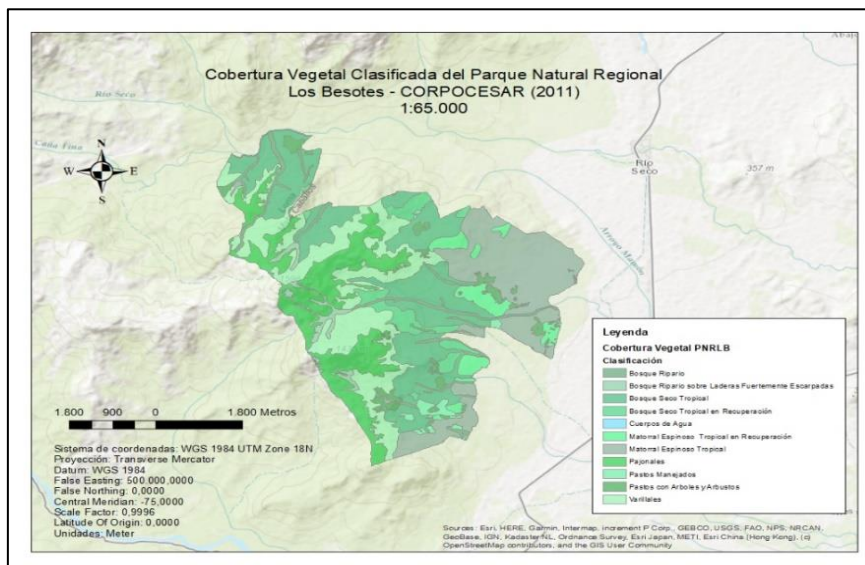 Cobertura Vegetal Clasificada del Parque Natural Regional
Los Besotes - CORPOCESAR (2011)
1:65.000
Río Seco
Caña Fina
N
W
E
S
Río
Seco
357 m
Leyenda
Cobertura Vegetal PNRLB
Clasificación
Bosque Ripario
Bosque Ripario sobre Laderas Fuertemente Escarpadas
Bosque Seco Tropical
Bosque Seco Tropical en Recuperación
Cuerpos de Agua
Matorral Espinoso Tropical en Recuperación
Matorral Espinoso Tropical
Pajonales
Pastos Manejados
Pastos con Arboles y Arbustos
Varillales
1.800 900 0 1.800 Metros
Sistema de coordenadas: WGS 1984 UTM Zone 18N
Proyección: Transverse Mercator
Datum: WGS 1984
False Easting: 500.000,0000
False Northing: 0,0000
Central Meridian: -75,0000
Scale Factor: 0,9996
Latitude Of Origin: 0,0000
Unidades: Meter
Sources: Esri, HERE, Garmin, Intermap, increment P Corp., GEBCO, USGS, FAO, NPS, NRCAN,
GeoBase, IGN, Kadaster NL, Ordnance Survey, Esri Japan, METI, Esri China (Hong Kong), (c)
OpenStreetMap contributors, and the GIS User Community